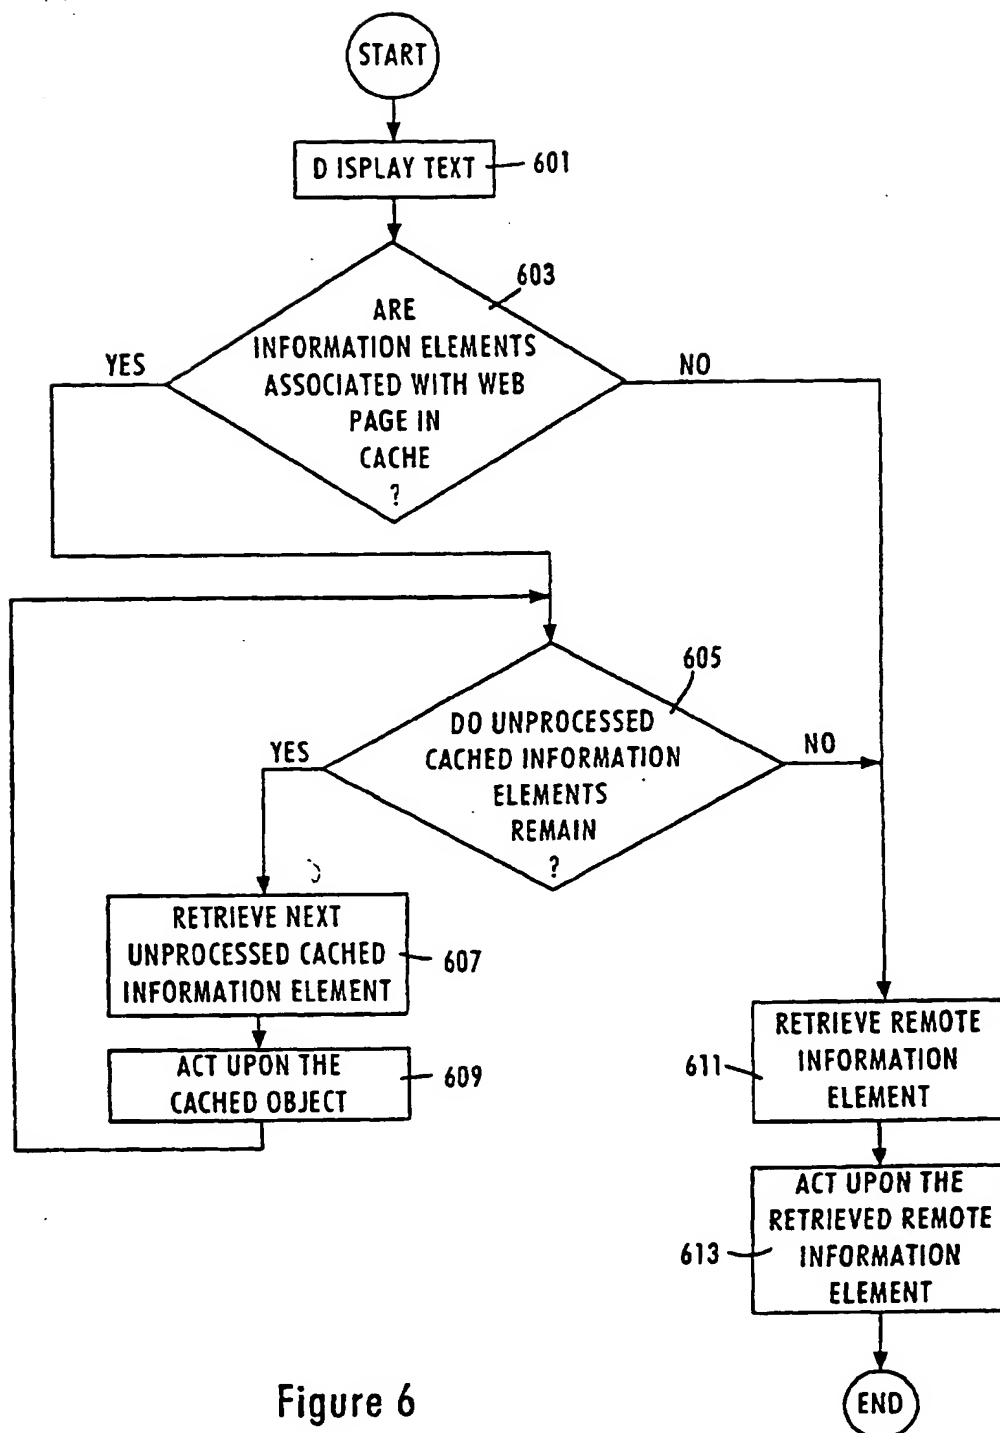 START
D ISPLAY TEXT
601
603
ARE
INFORMATION ELEMENTS
ASSOCIATED WITH WEB
PAGE IN
CACHE
?
YES
NO
605
DO UNPROCESSED
CACHED INFORMATION
ELEMENTS
REMAIN
?
YES
NO
RETRIEVE NEXT
UNPROCESSED CACHED
INFORMATION ELEMENT
607
ACT UPON THE
CACHED OBJECT
609
RETRIEVE REMOTE
INFORMATION
ELEMENT
611
ACT UPON THE
RETRIEVED REMOTE
INFORMATION
ELEMENT
613
END
Figure 6